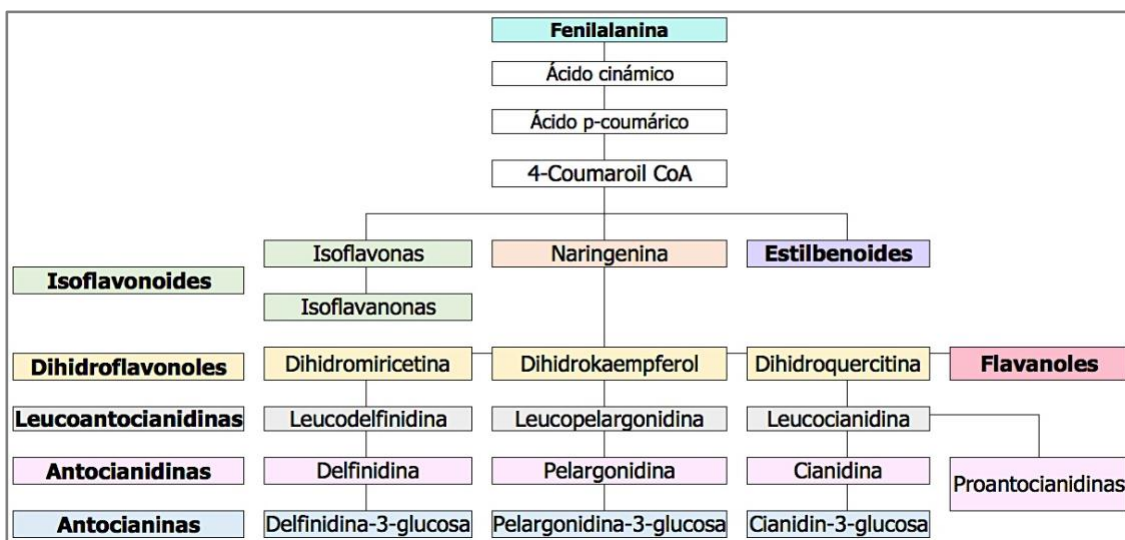 Fenilalanina
Ácido cinámico
Ácido p-coumárico
4-Coumaroil CoA
Isoflavonas
Naringenina
Estilbenoides
Isoflavonoides
Isoflavanonas
Dihidroflavonoles
Dihidromiricetina
Dihidrokaempferol
Dihidroquercitina
Flavanoles
Leucoantocianidinas
Leucodelfinidina
Leucopelargonidina
Leucocianidina
Antocianidinas
Delfinidina
Pelargonidina
Cianidina
Proantocianidinas
Antocianinas
Delfinidina-3-glucosa
Pelargonidina-3-glucosa
Cianidin-3-glucosa